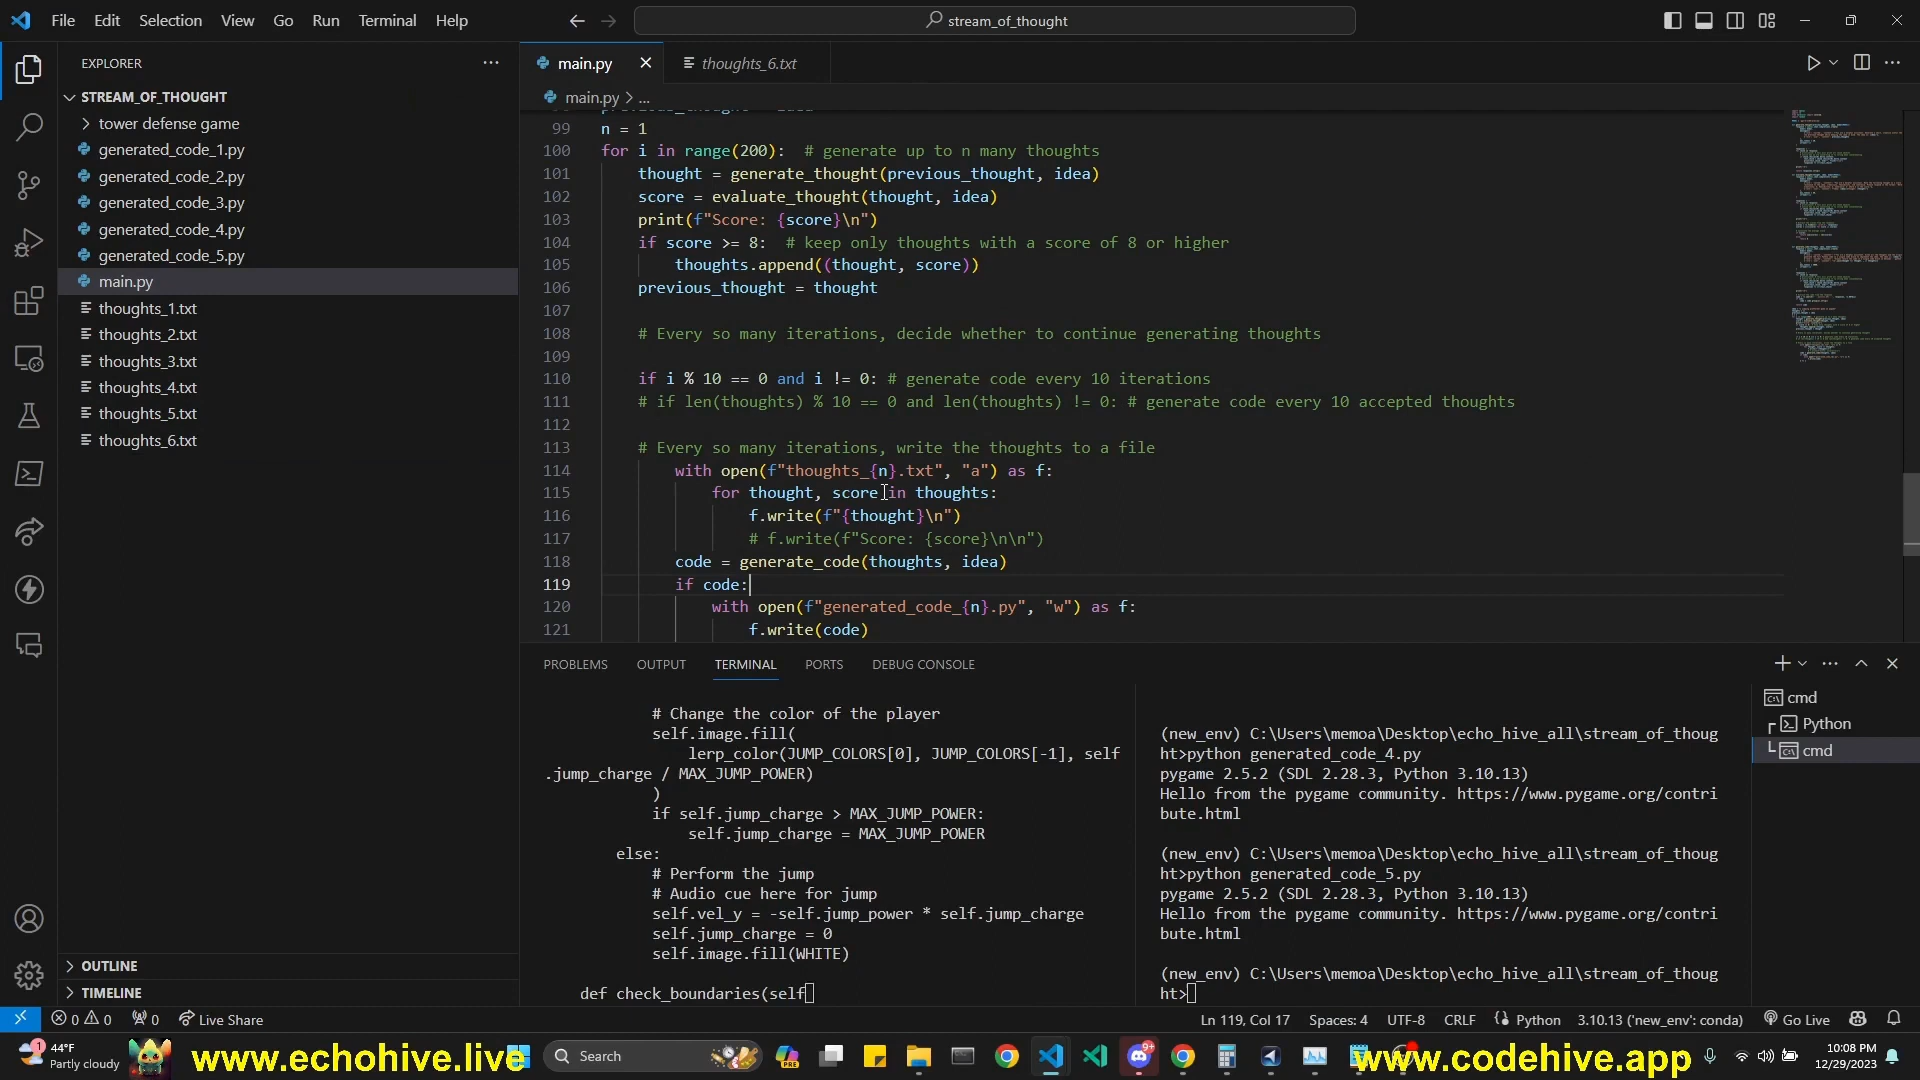 File Edit Selection View Go Run Terminal Help
stream_of_thought
EXPLORER
STREAM_OF_THOUGHT
tower defense game
generated_code_1.py
generated_code_2.py
generated_code_3.py
generated_code_4.py
generated_code_5.py
main.py
thoughts_1.txt
thoughts_2.txt
thoughts_3.txt
thoughts_4.txt
thoughts_5.txt
thoughts_6.txt
OUTLINE
TIMELINE
main.py
thoughts_6.txt
main.py > ...
99 n = 1
100 for i in range(200):  # generate up to n many thoughts
101     thought = generate_thought(previous_thought, idea)
102     score = evaluate_thought(thought, idea)
103     print(f"Score: {score}\n")
104     if score >= 8:  # keep only thoughts with a score of 8 or higher
105         thoughts.append((thought, score))
106     previous_thought = thought
107
108     # Every so many iterations, decide whether to continue generating thoughts
109
110     if i % 10 == 0 and i != 0: # generate code every 10 iterations
111     # if len(thoughts) % 10 == 0 and len(thoughts) != 0: # generate code every 10 accepted thoughts
112
113     # Every so many iterations, write the thoughts to a file
114         with open(f"thoughts_{n}.txt", "a") as f:
115             for thought, score in thoughts:
116                 f.write(f"{thought}\n")
117                 # f.write(f"Score: {score}\n\n")
118         code = generate_code(thoughts, idea)
119         if code:
120             with open(f"generated_code_{n}.py", "w") as f:
121                 f.write(code)
PROBLEMS OUTPUT TERMINAL PORTS DEBUG CONSOLE
# Change the color of the player
self.image.fill(
lerp_color(JUMP_COLORS[0], JUMP_COLORS[-1], self
.jump_charge / MAX_JUMP_POWER)
)
if self.jump_charge > MAX_JUMP_POWER:
self.jump_charge = MAX_JUMP_POWER
else:
# Perform the jump
# Audio cue here for jump
self.vel_y = -self.jump_power * self.jump_charge
self.jump_charge = 0
self.image.fill(WHITE)
def check_boundaries(self
(new_env) C:\Users\memoa\Desktop\echo_hive_all\stream_of_thoug
ht>python generated_code_4.py
pygame 2.5.2 (SDL 2.28.3, Python 3.10.13)
Hello from the pygame community. https://www.pygame.org/contri
bute.html
(new_env) C:\Users\memoa\Desktop\echo_hive_all\stream_of_thoug
ht>python generated_code_5.py
pygame 2.5.2 (SDL 2.28.3, Python 3.10.13)
Hello from the pygame community. https://www.pygame.org/contri
bute.html
(new_env) C:\Users\memoa\Desktop\echo_hive_all\stream_of_thoug
ht>
cmd
Python
cmd
0 0 0 Live Share
Ln 119, Col 17 Spaces: 4 UTF-8 CRLF Python 3.10.13 ('new_env': conda) Go Live
1
44°F
Partly cloudy
www.echohive.live
Search
PRE
9+
www.codehive.app
10:08 PM
12/29/2023